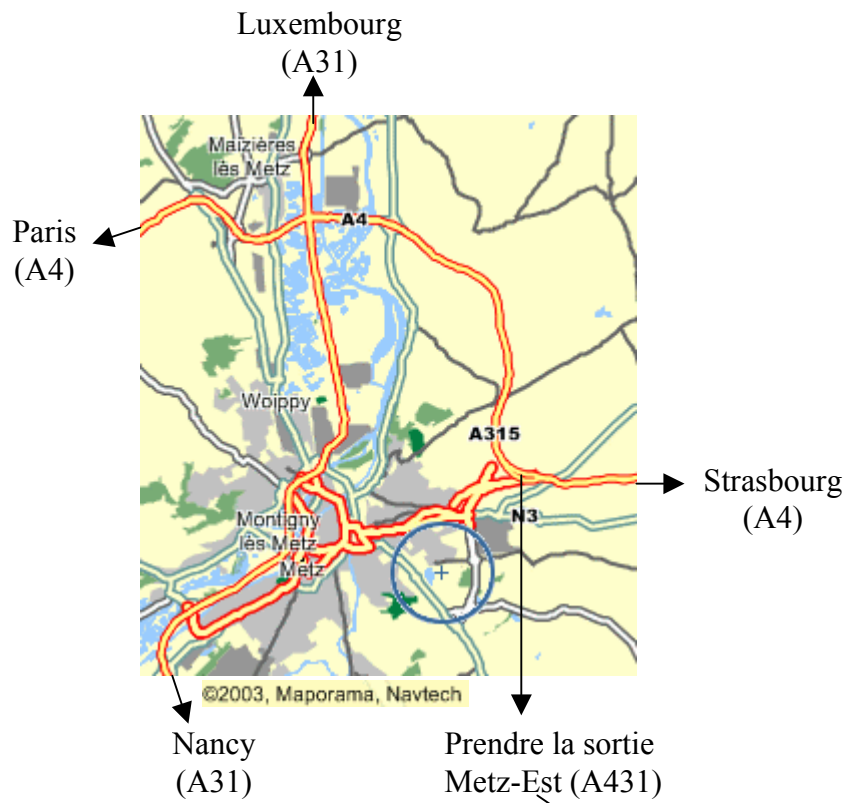 Luxembourg
(A31)
Maizières
lès Metz
A4
Paris
(A4)
Woippy
A315
Strasbourg
(A4)
N3
Montigny
lès Metz
Metz
©2003, Maporama, Navtech
Nancy
(A31)
Prendre la sortie
Metz-Est (A431)